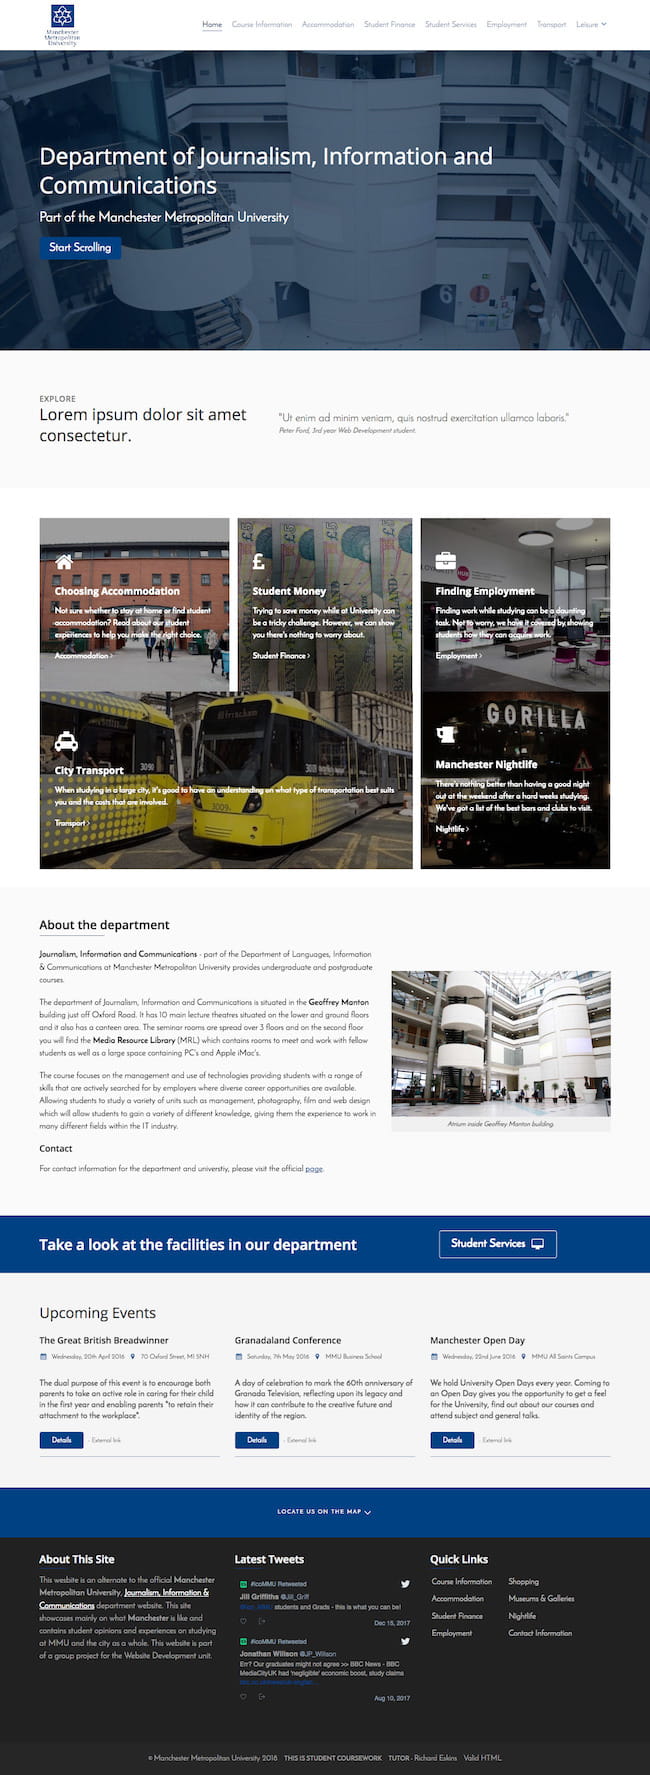 Manchester
Metropolitan
University
Home Course Information Accommodation Student Finance Student Services Employment Transport Leisure
Department of Journalism, Information and
Communications
Part of the Manchester Metropolitan University
Start Scrolling
7
6
EXPLORE
Lorem ipsum dolor sit amet
consectetur.
"Ut enim ad minim veniam, quis nostrud exercitation ullamco laboris."
Peter Ford, 3rd year Web Development student.
Choosing Accommodation
Not sure whether to stay at home or find student
accommodation? Read about our student
experiences to help you make the right choice.
Accommodation >
£
Student Money
Trying to save money while at University can
be a tricky challenge. However, we can show
you there's nothing to worry about.
Student Finance >
Finding Employment
Finding work while studying can be a daunting
task. Not to worry, we have it covered by showing
students how they can acquire work.
Employment >
3090
3009
City Transport
When studying in a large city, it's good to have an understanding on what type of transportation best suits
you and the costs that are involved.
Transport >
GORILLA
Manchester Nightlife
There's nothing better than having a good night
out at the weekend after a hard weeks studying.
We've got a list of the best bars and clubs to visit.
Nightlife >
About the department
Journalism, Information and Communications - part of the Department of Languages, Information
& Communications at Manchester Metropolitan University provides undergraduate and postgraduate
courses.
The department of Journalism, Information and Communications is situated in the Geoffrey Manton
building just off Oxford Road. It has 10 main lecture theatres situated on the lower and ground floors
and it also has a canteen area. The seminar rooms are spread over 3 floors and on the second floor
you will find the Media Resource Library (MRL) which contains rooms to meet and work with fellow
students as well as a large space containing PC's and Apple iMac's.
The course focuses on the management and use of technologies providing students with a range of
skills that are actively searched for by employers where diverse career opportunities are available.
Allowing students to study a variety of units such as management, photography, film and web design
which will allow students to gain a variety of different knowledge, giving them the experience to work in
many different fields within the IT industry.
Atrium inside Geoffrey Manton building.
Contact
For contact information for the department and universtiy, please visit the official page.
Take a look at the facilities in our department
Student Services
Upcoming Events
The Great British Breadwinner
Wednesday, 20th April 2016 70 Oxford Street, M1 5NH
The dual purpose of this event is to encourage both
parents to take an active role in caring for their child
in the first year and enabling parents "to retain their
attachment to the workplace".
Details - External link
Granadaland Conference
Saturday, 7th May 2016 MMU Business School
A day of celebration to mark the 60th anniversary of
Granada Television, reflecting upon its legacy and
how it can contribute to the creative future and
identity of the region.
Details - External link
Manchester Open Day
Wednesday, 22nd June 2016 MMU All Saints Campus
We hold University Open Days every year. Coming to
an Open Day gives you the opportunity to get a feel
for the University, find out about our courses and
attend subject and general talks.
Details - External link
LOCATE US ON THE MAP
About This Site
This wesbite is an alternate to the official Manchester
Metropolitan University, Journalism, Information &
Communications department website. This site
showcases mainly on what Manchester is like and
contains student opinions and experiences on studying
at MMU and the city as a whole. This website is part
of a group project for the Website Development unit.
Latest Tweets
#icoMMU Retweeted
Jill Griffiths @Jill_Griff
students and Grads - this is what you can be!
Dec 15, 2017
#icoMMU Retweeted
Jonathan Willson @JP_Willson
Err? Our graduates might not agree >> BBC News - BBC
MediaCityUK had 'negligible' economic boost, study claims
Aug 10, 2017
Quick Links
Course Information Shopping
Accommodation Museums & Galleries
Student Finance Nightlife
Employment Contact Information
© Manchester Metropolitan University 2018 THIS IS STUDENT COURSEWORK TUTOR - Richard Eskins Valid HTML